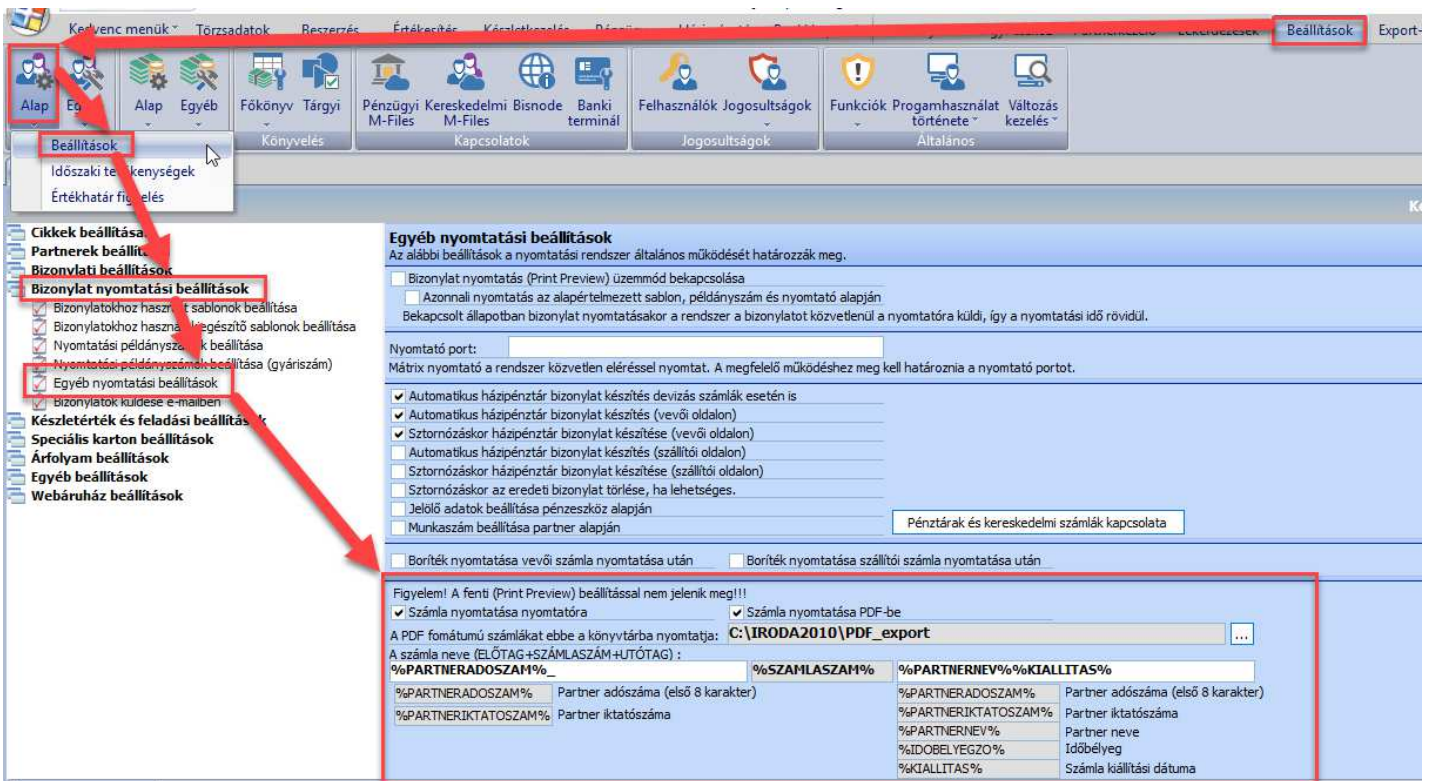 Kedvenc menük Törzsadatok Beszerzés Értékesítés Készletkezelés Beállítások Export-
Alap Alap Egyéb Főkönyv Tárgyi Pénzügyi M-Files Kereskedelmi M-Files Bisnode Banki terminál Felhasználók Jogosultságok Funkciók Progamhasználat története Változás kezelés
Könyvelés Kapcsolatok Jogosultságok Általános
Beállítások
Időszaki
Értékhatár
Cikkek
Partnerek
Bizonylati beállítások
Bizonylat nyomtatási beállítások
Bizonylatokhoz használt sablonok beállítása
Bizonylatokhoz kiegészítő sablonok beállítása
Nyomtatási beállítása
Nyomtatási példányszámok beállítása (gyáriszám)
Egyéb nyomtatási beállítások
Bizonylatok küldése e-mailben
Készletérték és feladási beállítások
Speciális karton beállítások
Árfolyam beállítások
Egyéb beállítások
Webáruház beállítások
Egyéb nyomtatási beállítások
Az alábbi beállítások a nyomtatási rendszer általános működését határozzák meg.
Bizonylat nyomtatás (Print Preview) üzemmód bekapcsolása
Azonnali nyomtatás az alapértelmezett sablon, példányszám és nyomtató alapján
Bekapcsolt állapotban bizonylat nyomtatásakor a rendszer a bizonylatot közvetlenül a nyomtatóra küldi, így a nyomtatási idő rövidül.
Nyomtató port:
Mátrix nyomtató a rendszer közvetlen eléréssel nyomtat. A megfelelő működéshez meg kell határoznia a nyomtató portot.
Automatikus házipénztár bizonylat készítés devizás számlák esetén is
Automatikus házipénztár bizonylat készítés (vevői oldalon)
Sztornózáskor házipénztár bizonylat készítése (vevői oldalon)
Automatikus házipénztár bizonylat készítés (szállítói oldalon)
Sztornózáskor házipénztár bizonylat készítése (szállítói oldalon)
Sztornózáskor az eredeti bizonylat törlése, ha lehetséges.
Jelölő adatok beállítása pénzeszköz alapján
Munkaszám beállítása partner alapján
Pénztárak és kereskedelmi számlák kapcsolata
Boríték nyomtatása vevői számla nyomtatása után Boríték nyomtatása szállítói számla nyomtatása után
Figyelem! A fenti (Print Preview) beállítással nem jelenik meg!!!
Számla nyomtatása nyomtatóra Számla nyomtatása PDF-be
A PDF fomátumú számlákat ebbe a könyvtárba nyomtatja: C:\IRODA2010\PDF_export ...
A számla neve (ELŐTAG+SZÁMLASZÁM+UTÓTAG) :
%PARTNERADOSZAM%_ %SZAMLASZAM% %PARTNERNEV%%KIALLITAS%
%PARTNERADOSZAM% Partner adószáma (első 8 karakter) %PARTNERADOSZAM% Partner adószáma (első 8 karakter)
%PARTNERIKTATOSZAM% Partner iktatószáma %PARTNERIKTATOSZAM% Partner iktatószáma
%PARTNERNEV% Partner neve
%IDOBELYEGZO% Időbélyeg
%KIALLITAS% Számla kiállítási dátuma